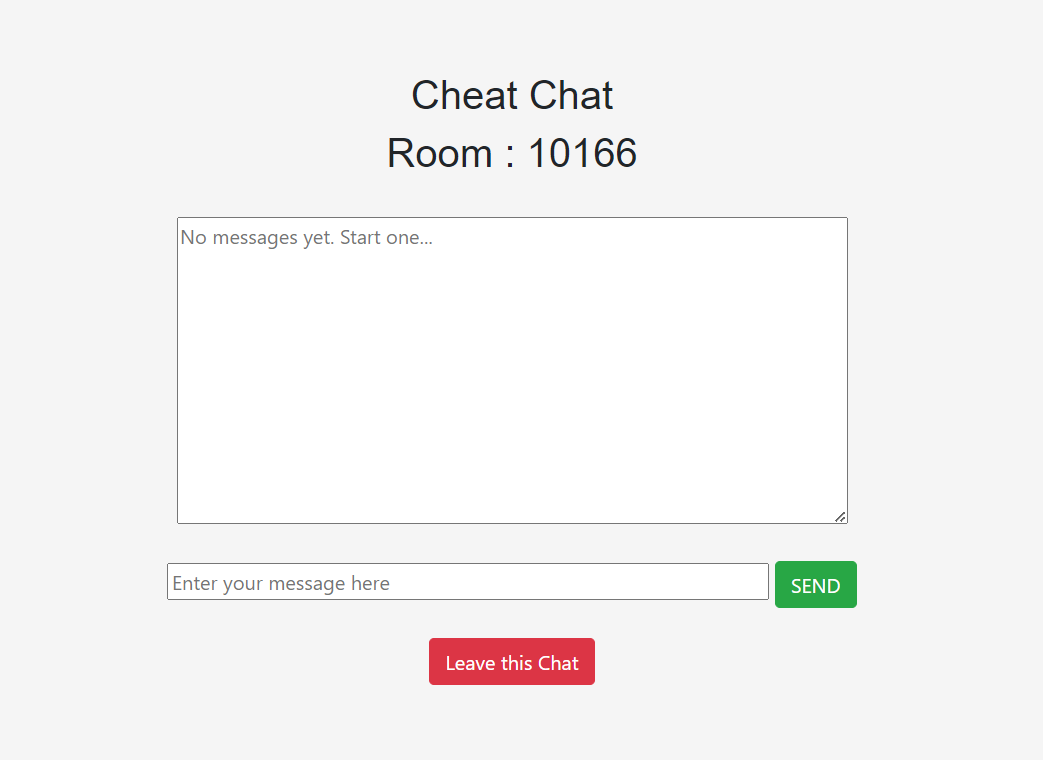 Cheat Chat
Room : 10166
No messages yet. Start one...
Enter your message here
SEND
Leave this Chat